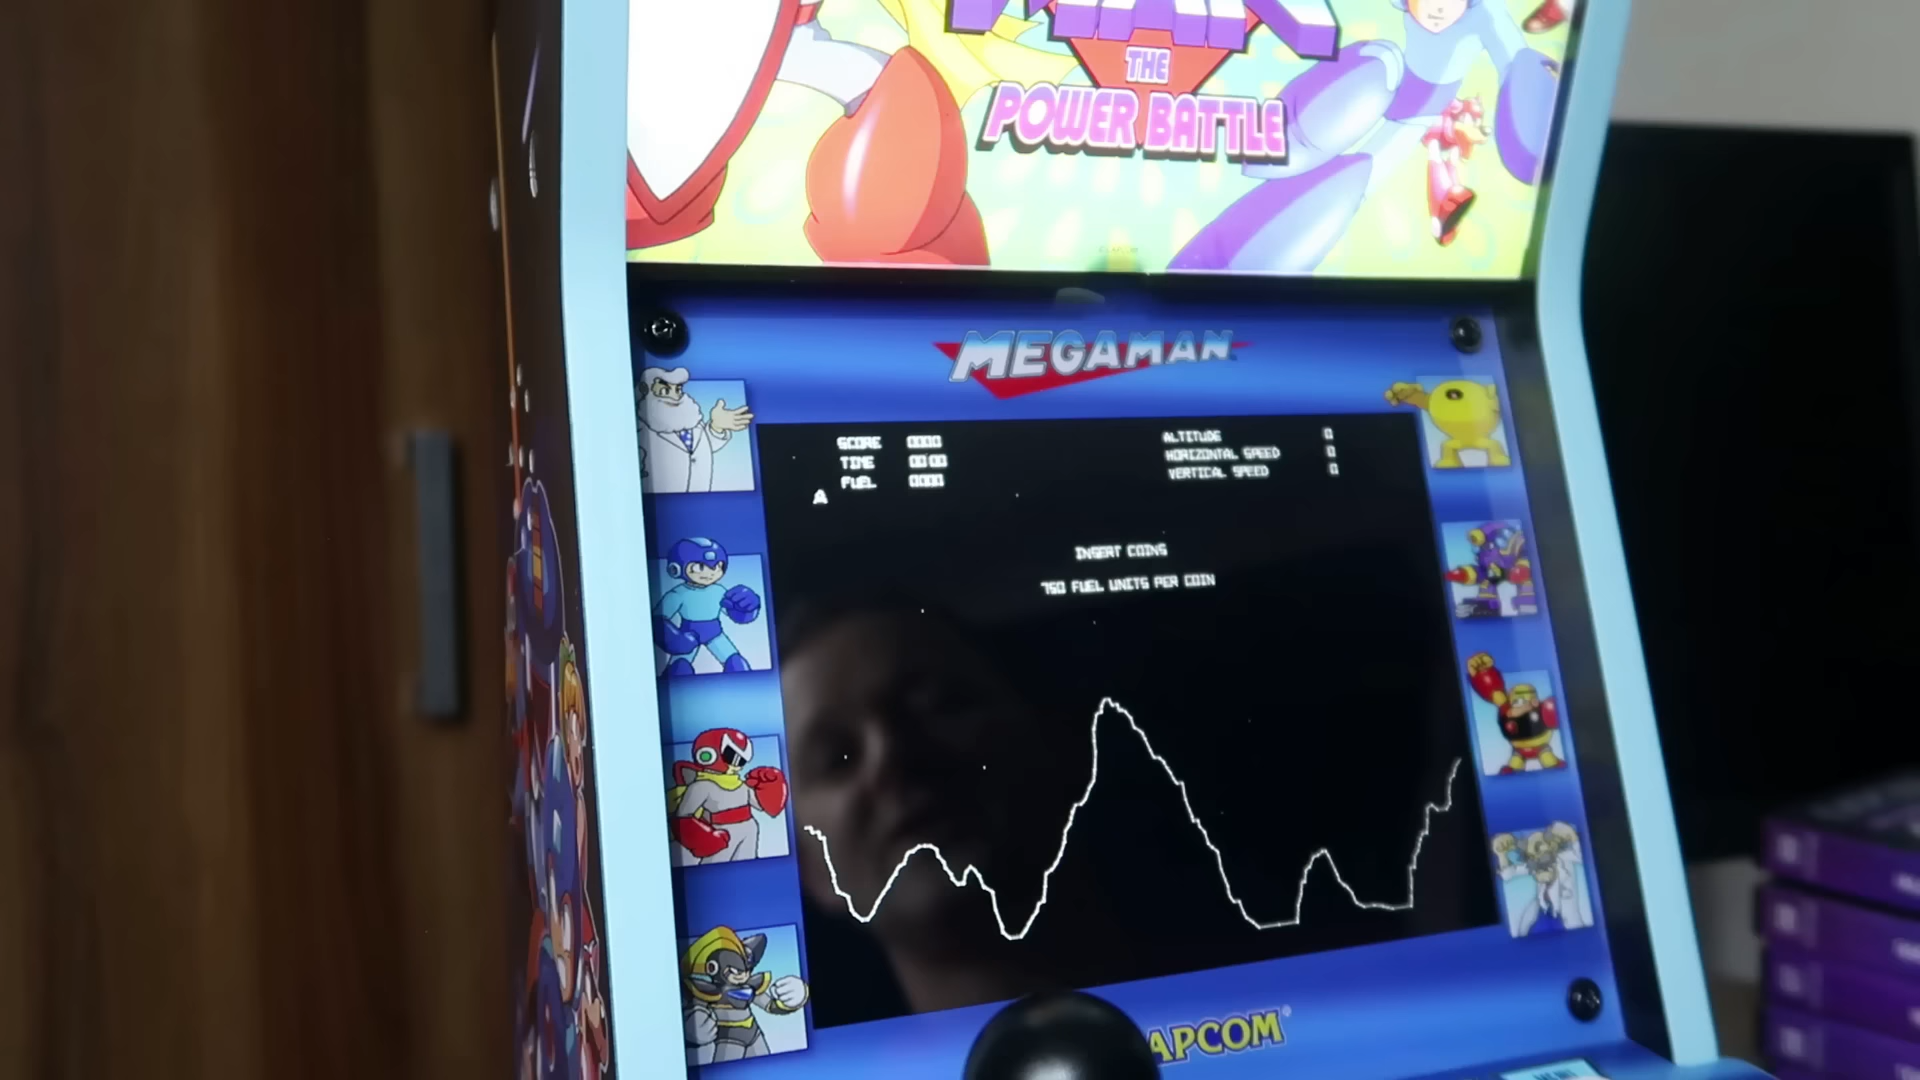 THE
POWER BATTLE
MEGAMAN
SCORE 0000
TIME 00 00
FUEL 0000
ALTITUDE 0
HORIZONTAL SPEED 0
VERTICAL SPEED 0
INSERT COINS
750 FUEL UNITS PER COIN
CAPCOM